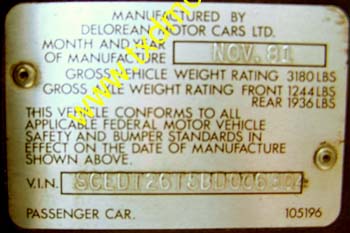 MANUFACTURED BY
DELOREAN MOTOR CARS LTD.
MONTH AND YEAR
OF MANUFACTURE NOV. 81
GROSS VEHICLE WEIGHT RATING 3180 LBS
GROSS AXLE WEIGHT RATING FRONT 1244 LBS
REAR 1936 LBS
THIS VEHICLE CONFORMS TO ALL
APPLICABLE FEDERAL MOTOR VEHICLE
SAFETY AND BUMPER STANDARDS IN
EFFECT ON THE DATE OF MANUFACTURE
SHOWN ABOVE.
V.I.N.
PASSENGER CAR. 105196